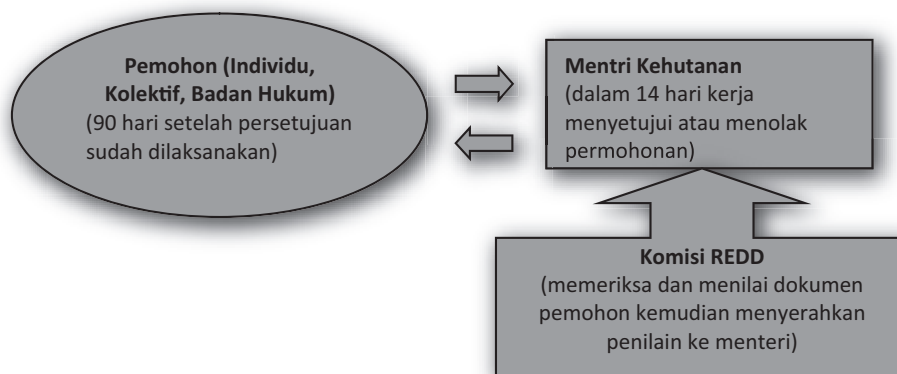 Pemohon (Individu,
Kolektif, Badan Hukum)
(90 hari setelah persetujuan
sudah dilaksanakan)
Mentri Kehutanan
(dalam 14 hari kerja
menyetujui atau menolak
permohonan)
Komisi REDD
(memeriksa dan menilai dokumen
pemohon kemudian menyerahkan
penilain ke menteri)